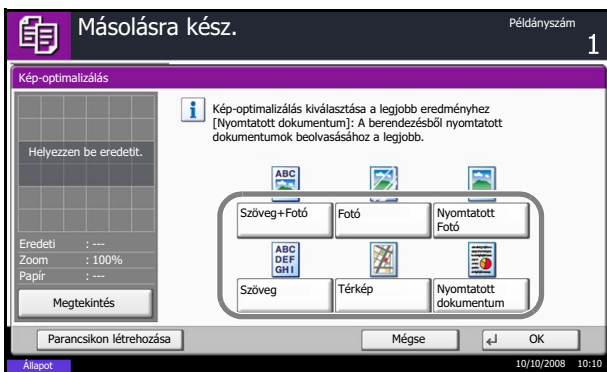 Másolásra kész.
Példányszám
1
Kép-optimalizálás
Helyezzen be eredetit.
Kép-optimalizálás kiválasztása a legjobb eredményhez
[Nyomtatott dokumentum]: A berendezésből nyomtatott
dokumentumok beolvasásához a legjobb.
ABC
Szöveg+Fotó
Fotó
Nyomtatott
Fotó
ABC
DEF
GHI
Szöveg
Térkép
Nyomtatott
dokumentum
Eredeti : ---
Zoom : 100%
Papír : ---
Megtekintés
Parancsikon létrehozása
Mégse
OK
Állapot
10/10/2008 10:10